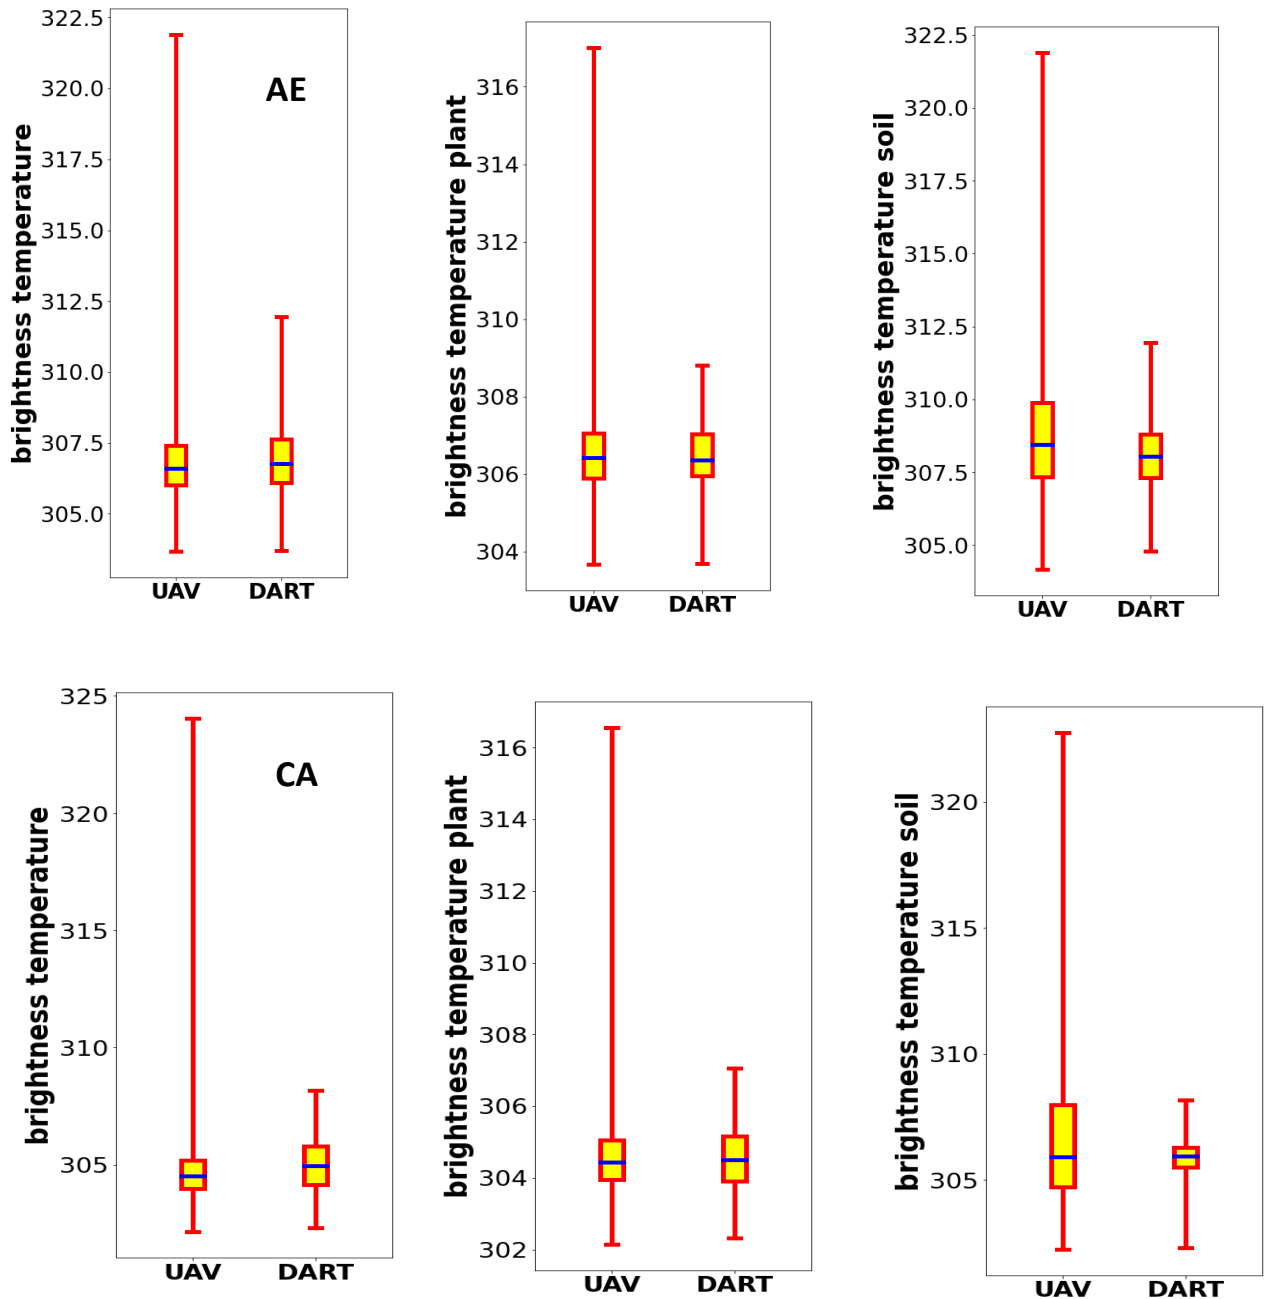 brightness temperature
322.5
320.0
317.5
315.0
312.5
310.0
307.5
305.0
AE
UAV DART
brightness temperature plant
316
314
312
310
308
306
304
UAV DART
brightness temperature soil
322.5
320.0
317.5
315.0
312.5
310.0
307.5
305.0
UAV DART
brightness temperature
325
320
315
310
305
CA
UAV DART
brightness temperature plant
316
314
312
310
308
306
304
302
UAV DART
brightness temperature soil
320
315
310
305
UAV DART